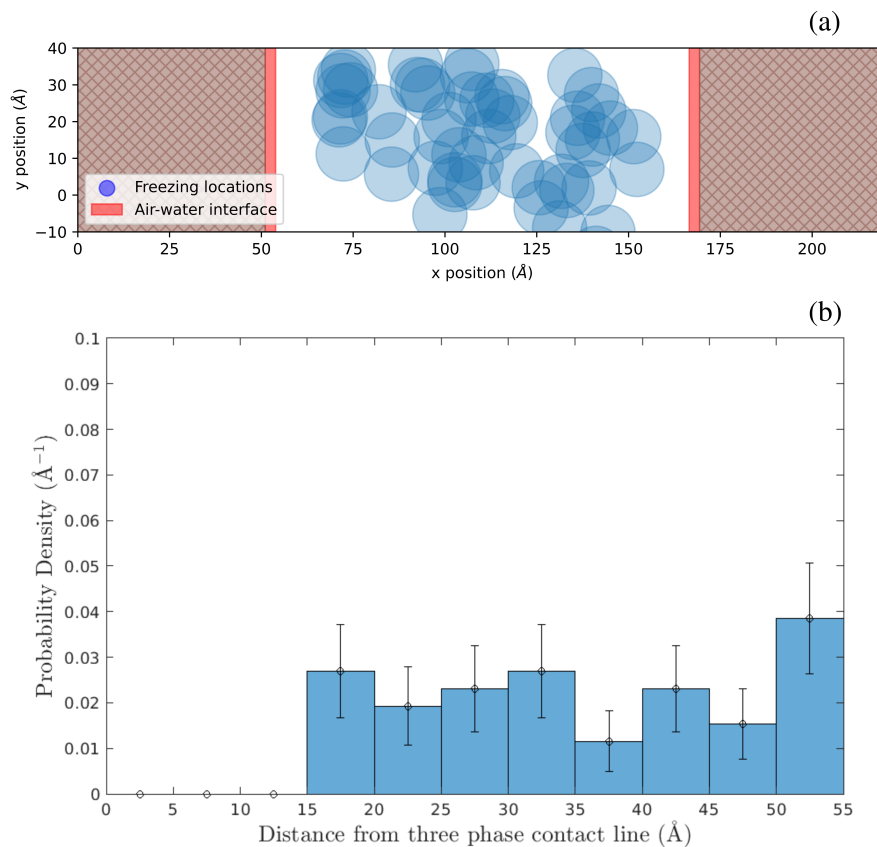 (a)
40
30
20
10
0
−10
y position (Å)
Freezing locations
Air-water interface
0 25 50 75 100 125 150 175 200
x position (Å)
(b)
0.1
0.09
0.08
0.07
0.06
0.05
0.04
0.03
0.02
0.01
0
Probability Density (Å⁻¹)
0 5 10 15 20 25 30 35 40 45 50 55
Distance from three phase contact line (Å)